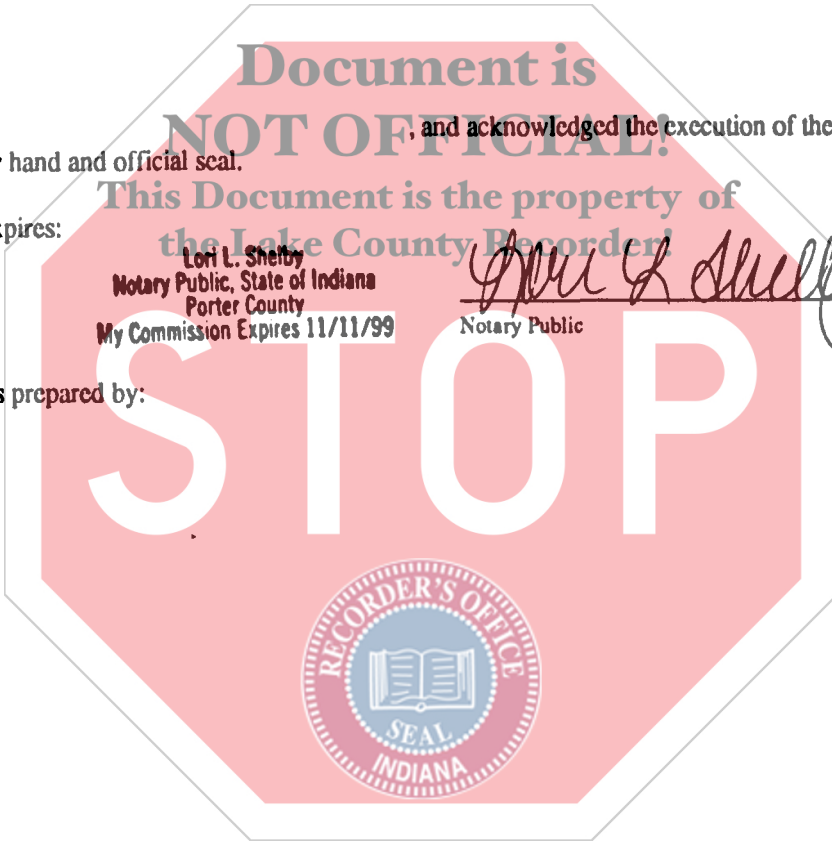 Document is
NOT OFFICIAL!
, and acknowledged the execution of the
hand and official seal.
This Document is the property of
the Lake County Recorder!
pires:
Lori L. Shelby
Notary Public, State of Indiana
Porter County
My Commission Expires 11/11/99
Lori L Shelb
Notary Public
s prepared by:
STOP
RECORDER'S OFFICE
SEAL
INDIANA